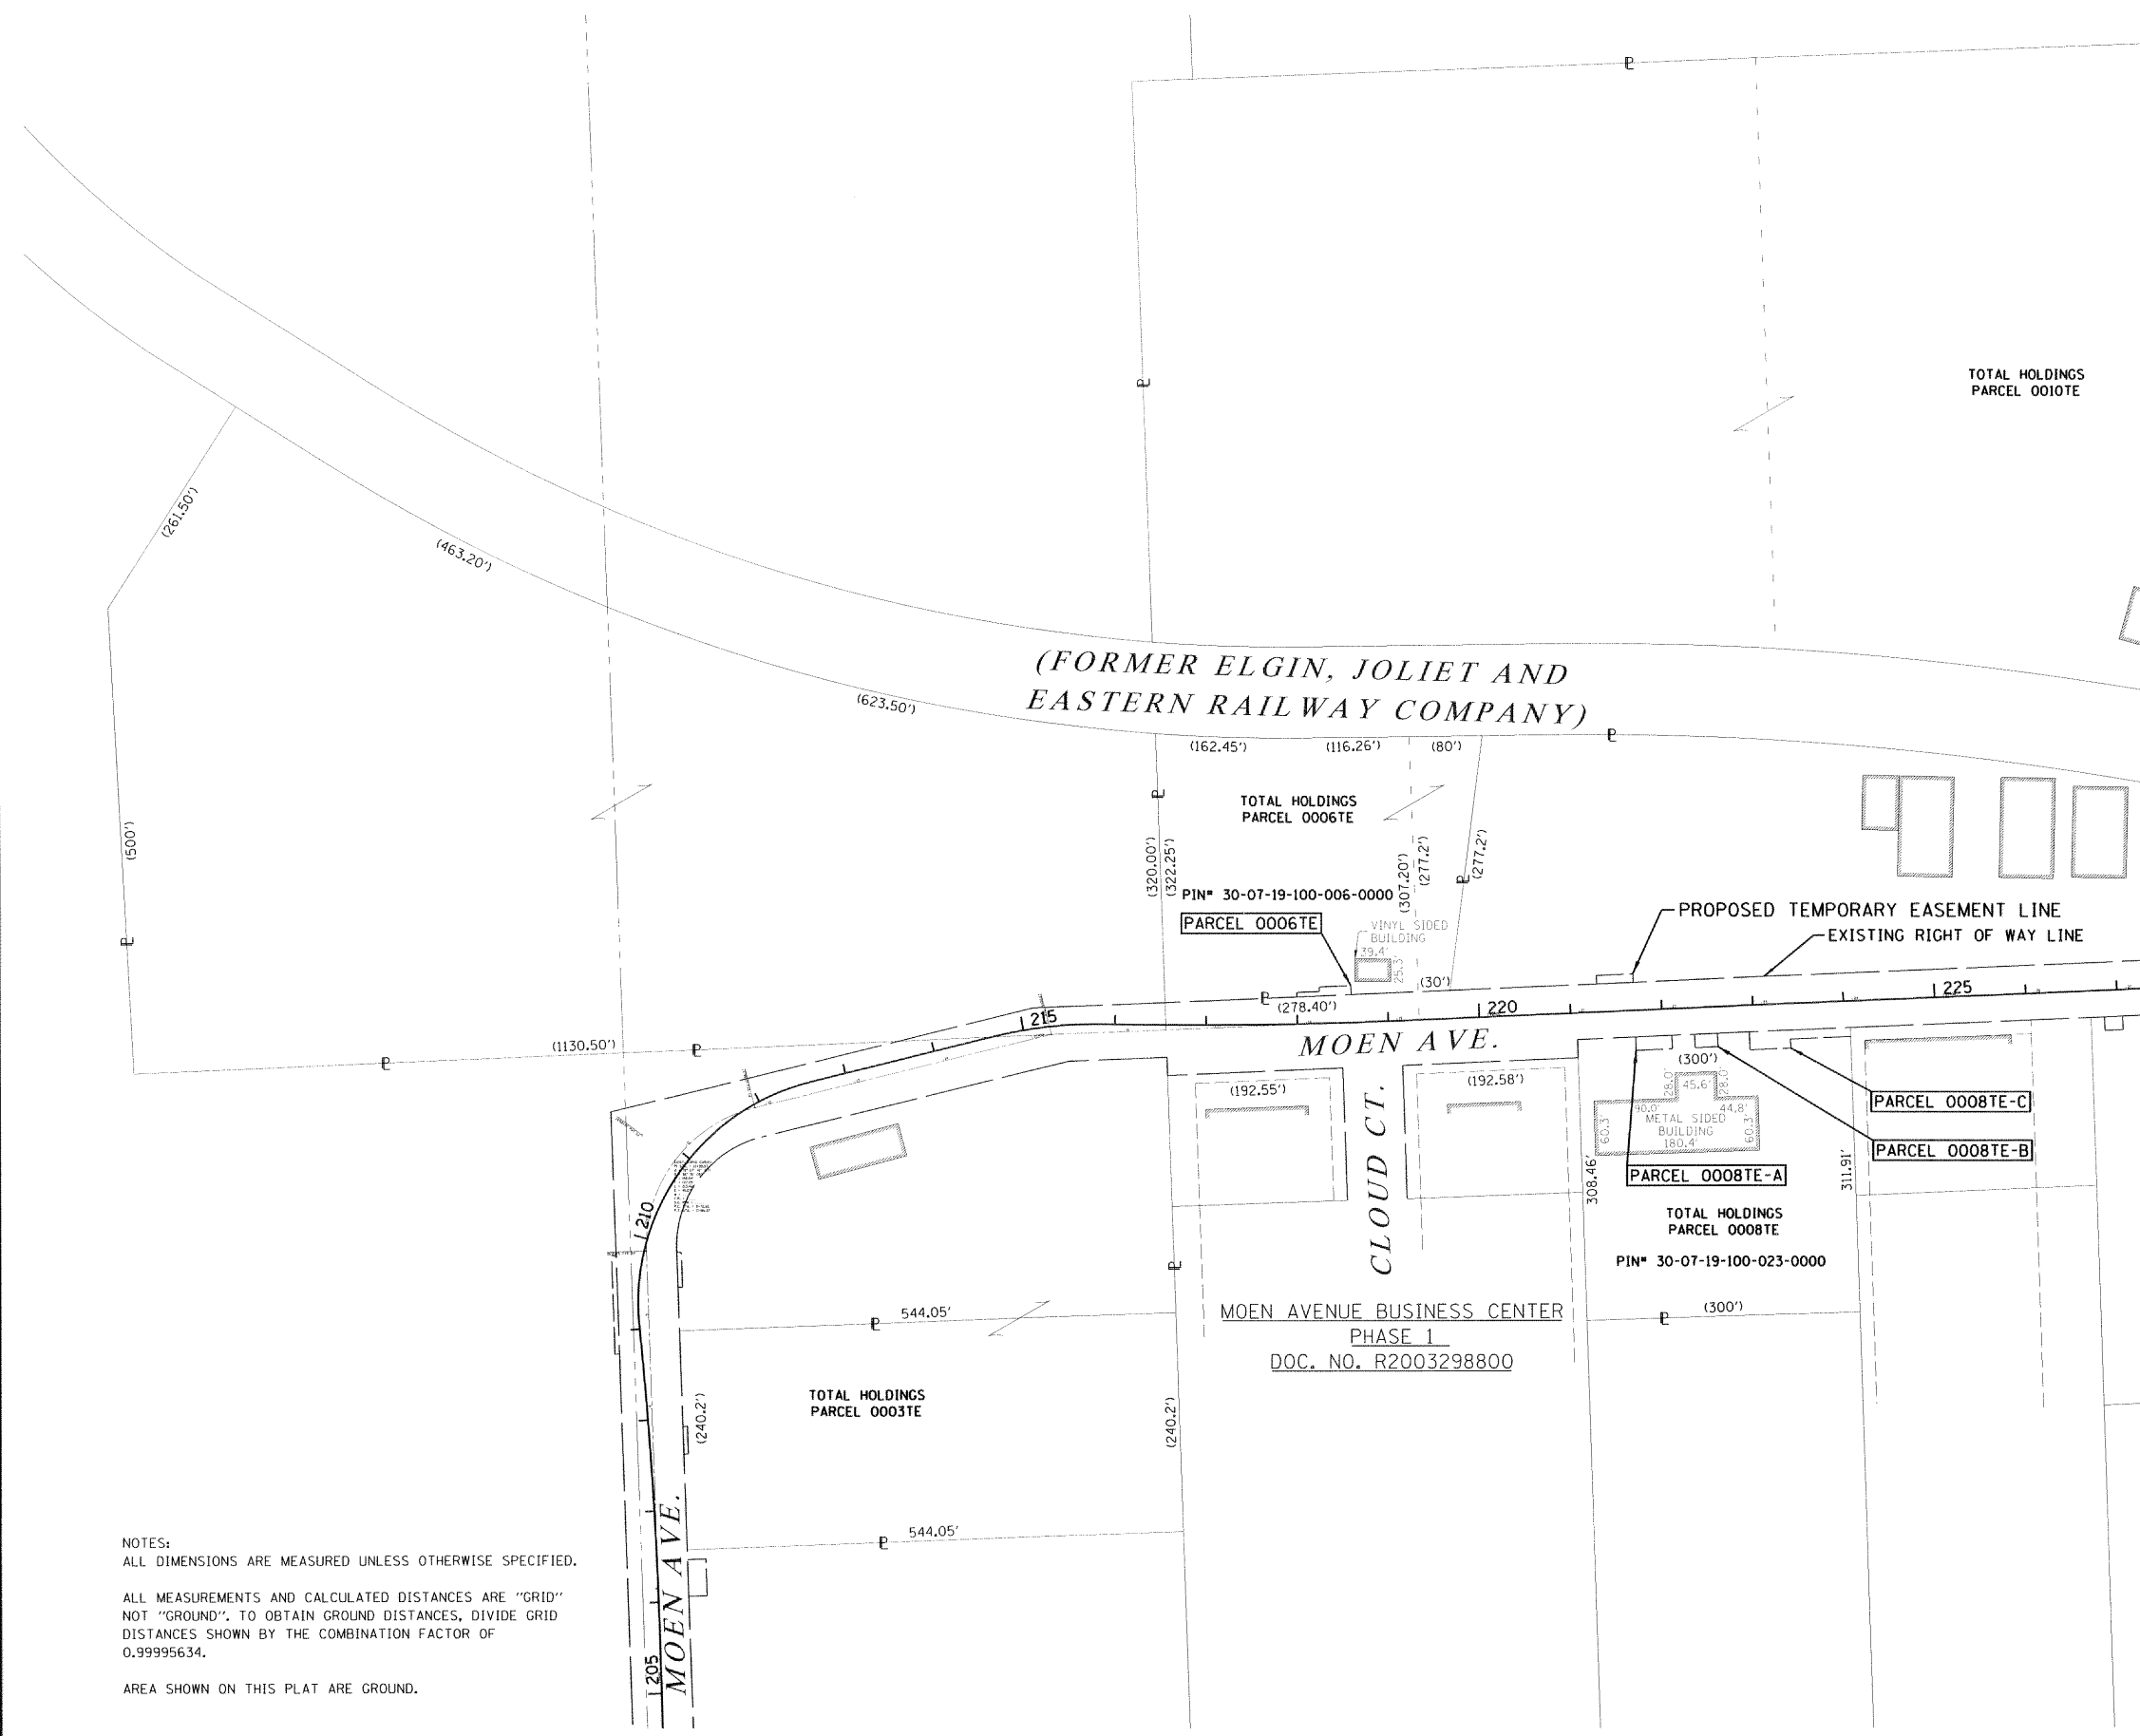 TOTAL HOLDINGS
PARCEL 0010TE
(261.50')
(463.20')
(FORMER ELGIN, JOLIET AND
EASTERN RAILWAY COMPANY)
(623.50')
(162.45')
(116.26')
(80')
TOTAL HOLDINGS
PARCEL 0006TE
(500')
(320.00')
(322.25')
(307.20')
(277.2')
(277.2')
PIN# 30-07-19-100-006-0000
PARCEL 0006TE
VINYL SIDED
BUILDING
39.4'
25.3'
(30')
PROPOSED TEMPORARY EASEMENT LINE
EXISTING RIGHT OF WAY LINE
(278.40')
215
220
225
(1130.50')
MOEN AVE.
(192.55')
(192.58')
CLOUD CT.
(300')
28.0'
45.6'
28.0'
90.0'
44.8'
60.3'
METAL SIDED
BUILDING
180.4'
60.3'
PARCEL 0008TE-C
PARCEL 0008TE-B
PARCEL 0008TE-A
308.46'
311.91'
TOTAL HOLDINGS
PARCEL 0008TE
PIN# 30-07-19-100-023-0000
210
544.05'
MOEN AVENUE BUSINESS CENTER
PHASE 1
DOC. NO. R2003298800
(300')
TOTAL HOLDINGS
PARCEL 0003TE
(240.2')
(240.2')
544.05'
MOEN AVE.
205
NOTES:
ALL DIMENSIONS ARE MEASURED UNLESS OTHERWISE SPECIFIED.
ALL MEASUREMENTS AND CALCULATED DISTANCES ARE "GRID"
NOT "GROUND". TO OBTAIN GROUND DISTANCES, DIVIDE GRID
DISTANCES SHOWN BY THE COMBINATION FACTOR OF
0.99995634.
AREA SHOWN ON THIS PLAT ARE GROUND.